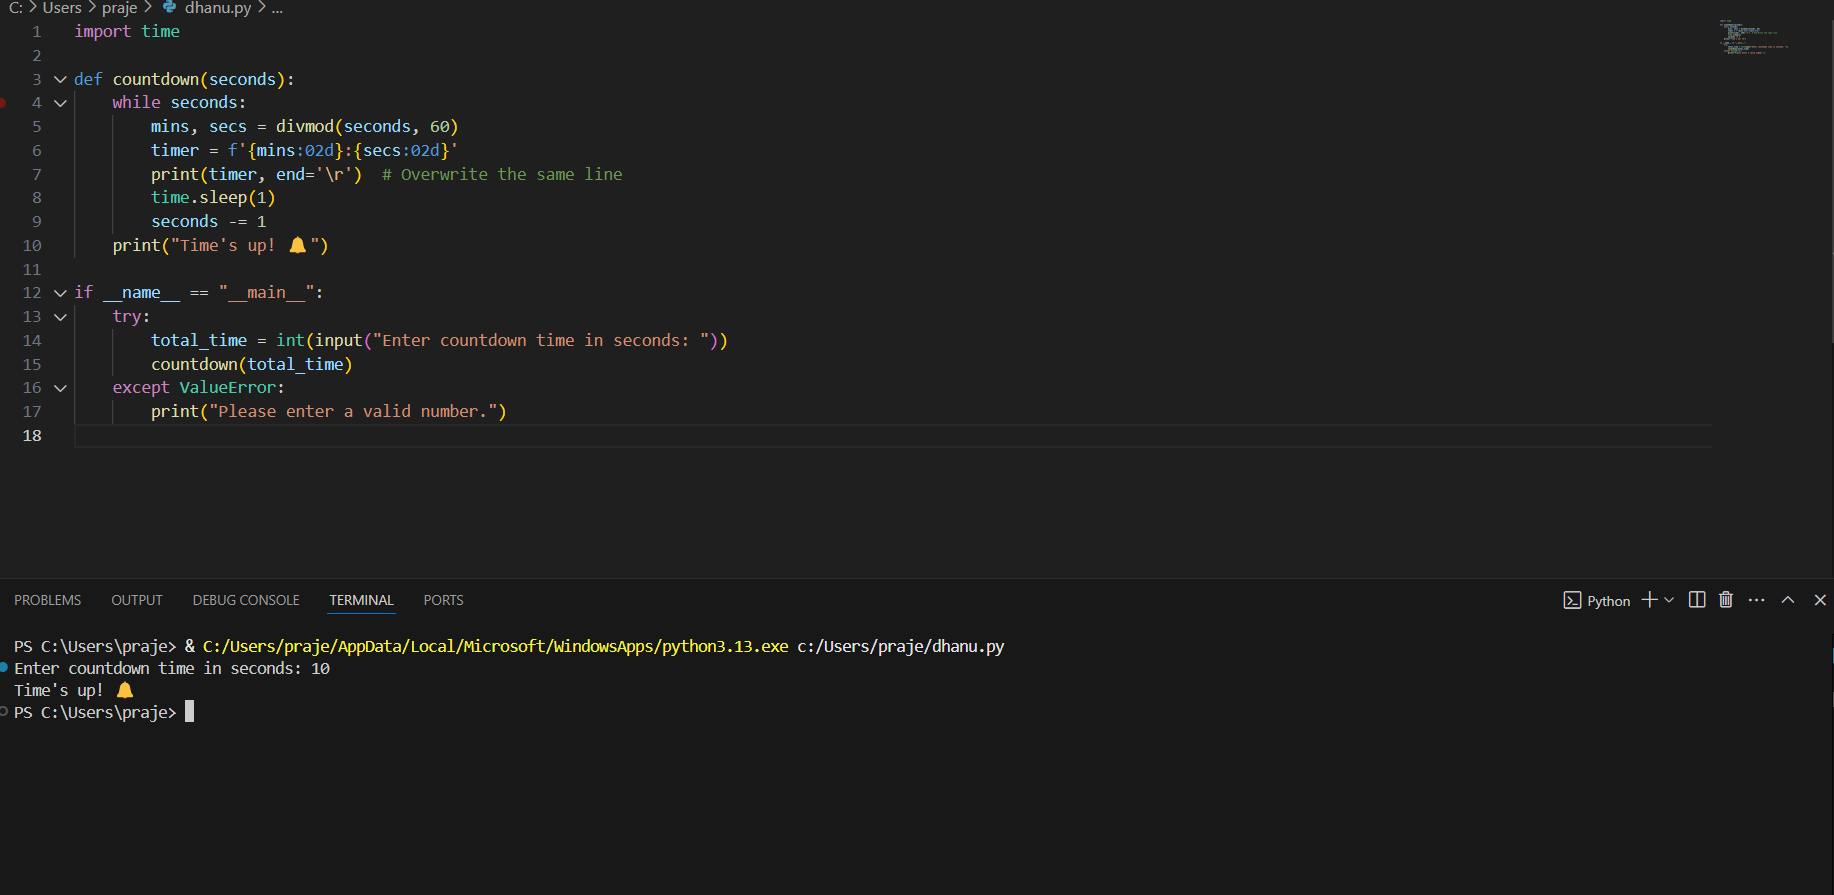 C: > Users > praje > dhanu.py > ...
1 import time
2
3 def countdown(seconds):
4     while seconds:
5         mins, secs = divmod(seconds, 60)
6         timer = f'{mins:02d}:{secs:02d}'
7         print(timer, end='\r')  # Overwrite the same line
8         time.sleep(1)
9         seconds -= 1
10     print("Time's up! 🔔")
11
12 if __name__ == "__main__":
13     try:
14         total_time = int(input("Enter countdown time in seconds: "))
15         countdown(total_time)
16     except ValueError:
17         print("Please enter a valid number.")
18
PROBLEMS OUTPUT DEBUG CONSOLE TERMINAL PORTS Python
PS C:\Users\praje> & C:/Users/praje/AppData/Local/Microsoft/WindowsApps/python3.13.exe c:/Users/praje/dhanu.py
Enter countdown time in seconds: 10
Time's up! 🔔
PS C:\Users\praje>